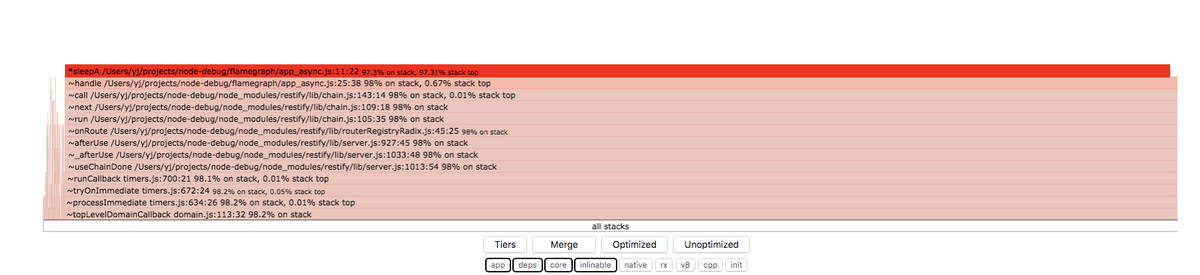 *sleepA /Users/yj/projects/node-debug/flamegraph/app_async.js:11:22 97.3% on stack, 97.31% stack top
~handle /Users/yj/projects/node-debug/flamegraph/app_async.js:25:38 98% on stack, 0.67% stack top
~call /Users/yj/projects/node-debug/node_modules/restify/lib/chain.js:143:14 98% on stack, 0.01% stack top
~next /Users/yj/projects/node-debug/node_modules/restify/lib/chain.js:109:18 98% on stack
~run /Users/yj/projects/node-debug/node_modules/restify/lib/chain.js:105:35 98% on stack
~onRoute /Users/yj/projects/node-debug/node_modules/restify/lib/routerRegistryRadix.js:45:25 98% on stack
~afterUse /Users/yj/projects/node-debug/node_modules/restify/lib/server.js:927:45 98% on stack
~_afterUse /Users/yj/projects/node-debug/node_modules/restify/lib/server.js:1033:48 98% on stack
~useChainDone /Users/yj/projects/node-debug/node_modules/restify/lib/server.js:1013:54 98% on stack
~runCallback timers.js:700:21 98.1% on stack, 0.01% stack top
~tryOnImmediate timers.js:672:24 98.2% on stack, 0.05% stack top
~processImmediate timers.js:634:26 98.2% on stack, 0.01% stack top
~topLevelDomainCallback domain.js:113:32 98.2% on stack
all stacks
Tiers Merge Optimized Unoptimized
app deps core inlinable native rx v8 cpp init